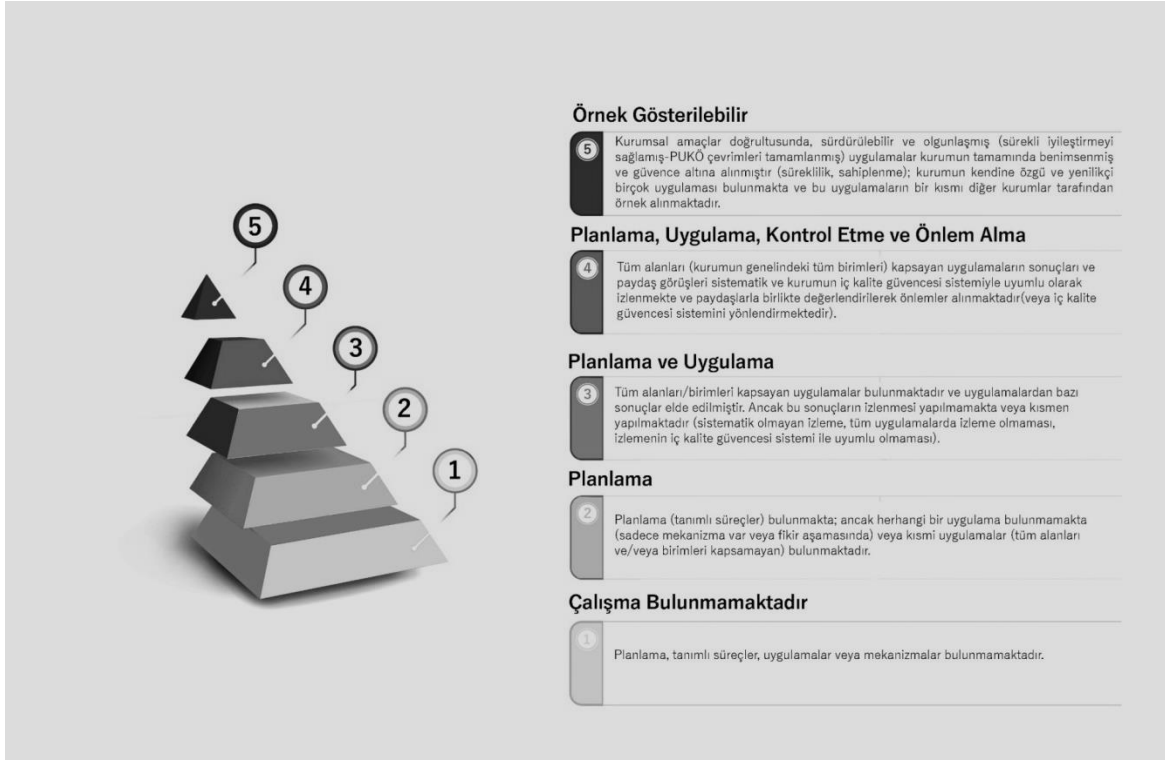 5
4
3
2
1
Örnek Gösterilebilir
5
Kurumsal amaçlar doğrultusunda, sürdürülebilir ve olgunlaşmış (sürekli iyileştirmeyi
sağlamış-PUKÖ çevrimleri tamamlanmış) uygulamalar kurumun tamamında benimsenmiş
ve güvence altına alınmıştır (süreklilik, sahiplenme); kurumun kendine özgü ve yenilikçi
birçok uygulaması bulunmakta ve bu uygulamaların bir kısmı diğer kurumlar tarafından
örnek alınmaktadır.
Planlama, Uygulama, Kontrol Etme ve Önlem Alma
4
Tüm alanları (kurumun genelindeki tüm birimleri) kapsayan uygulamaların sonuçları ve
paydaş görüşleri sistematik ve kurumun iç kalite güvencesi sistemiyle uyumlu olarak
izlenmekte ve paydaşlarla birlikte değerlendirilerek önlemler alınmaktadır(veya iç kalite
güvencesi sistemini yönlendirmektedir).
Planlama ve Uygulama
3
Tüm alanları/birimleri kapsayan uygulamalar bulunmaktadır ve uygulamalardan bazı
sonuçlar elde edilmiştir. Ancak bu sonuçların izlenmesi yapılmamakta veya kısmen
yapılmaktadır (sistematik olmayan izleme, tüm uygulamalarda izleme olmaması,
izlemenin iç kalite güvencesi sistemi ile uyumlu olmaması).
Planlama
2
Planlama (tanımlı süreçler) bulunmakta; ancak herhangi bir uygulama bulunmamakta
(sadece mekanizma var veya fikir aşamasında) veya kısmi uygulamalar (tüm alanları
ve/veya birimleri kapsamayan) bulunmaktadır.
Çalışma Bulunmamaktadır
1
Planlama, tanımlı süreçler, uygulamalar veya mekanizmalar bulunmamaktadır.